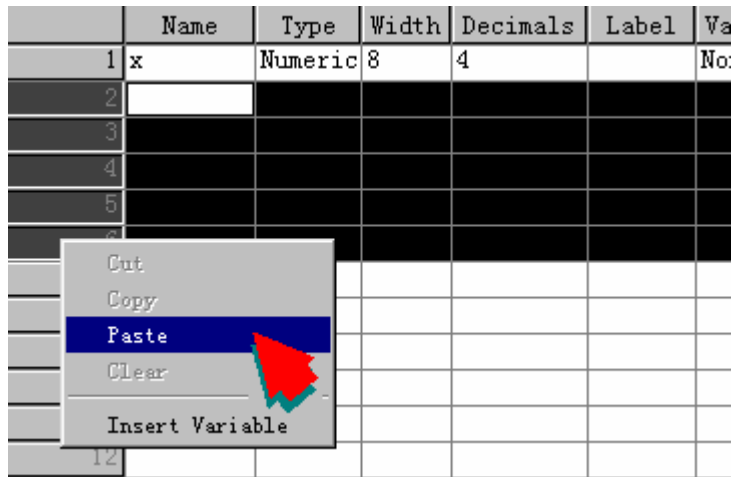 Name Type Width Decimals Label Va
1 x Numeric 8 4
2
3
4
5
Cut
Copy
Paste
Clear
Insert Variable
12